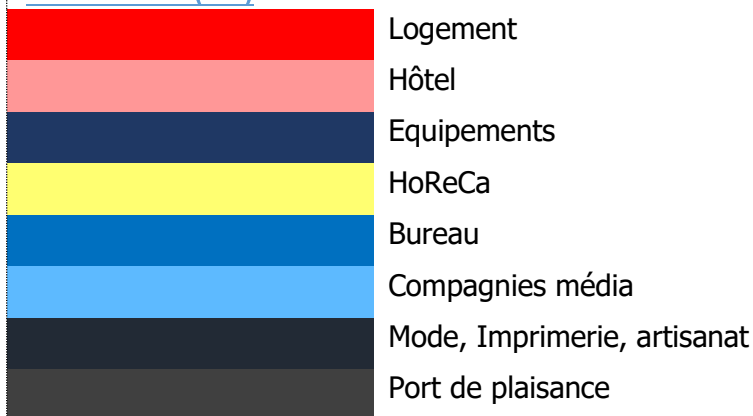 Logement
Hôtel
Equipements
HoReCa
Bureau
Compagnies média
Mode, Imprimerie, artisanat
Port de plaisance